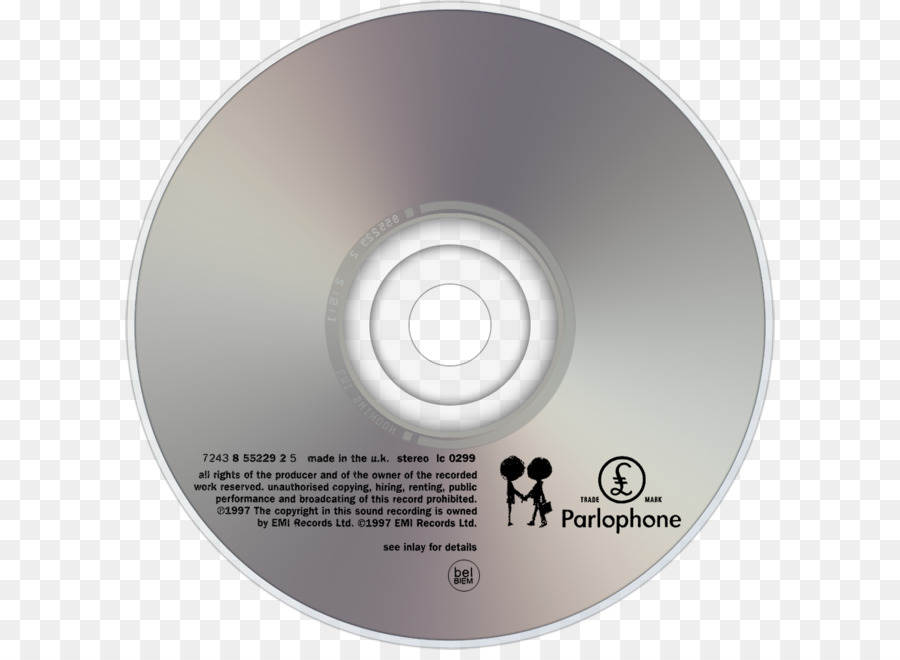 7243 8 55229 2 5 made in the u.k. stereo lc 0299
all rights of the producer and of the owner of the recorded
work reserved. unauthorised copying, hiring, renting, public
performance and broadcating of this record prohibited.
℗1997 The copyright in this sound recording is owned
by EMI Records Ltd. ©1997 EMI Records Ltd.
see inlay for details
bel
BIEM
£
TRADE MARK
Parlophone
855229 2